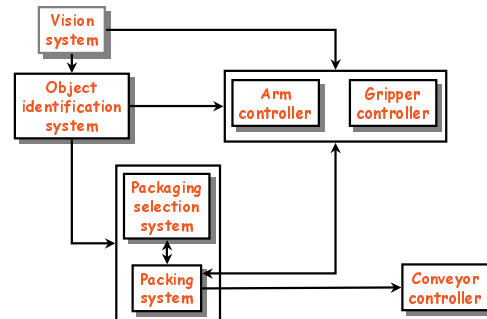 Vision
system
Object
identification
system
Arm
controller
Gripper
controller
Packaging
selection
system
Packing
system
Conveyor
controller